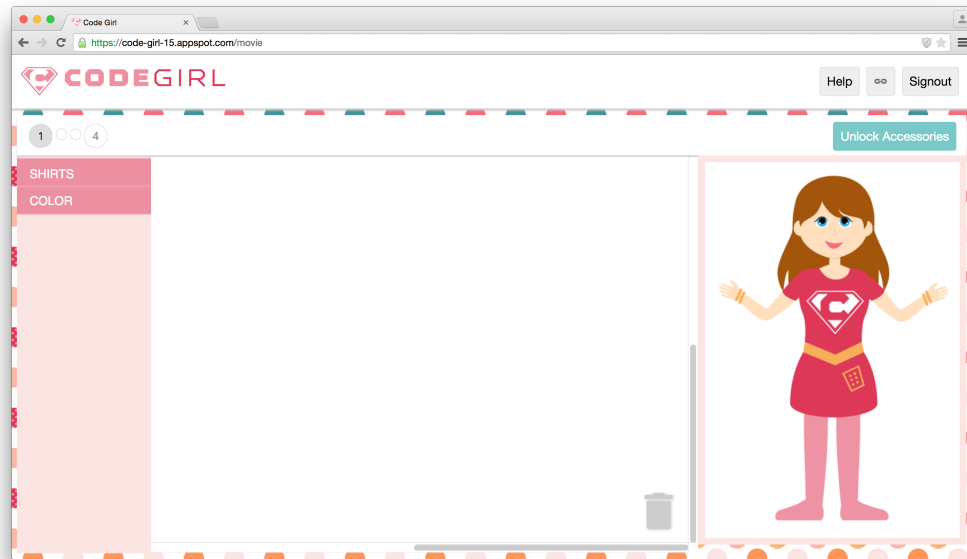 Code Girl
https://code-girl-15.appspot.com/movie
CODEGIRL
Help
Signout
1
4
Unlock Accessories
SHIRTS
COLOR
C